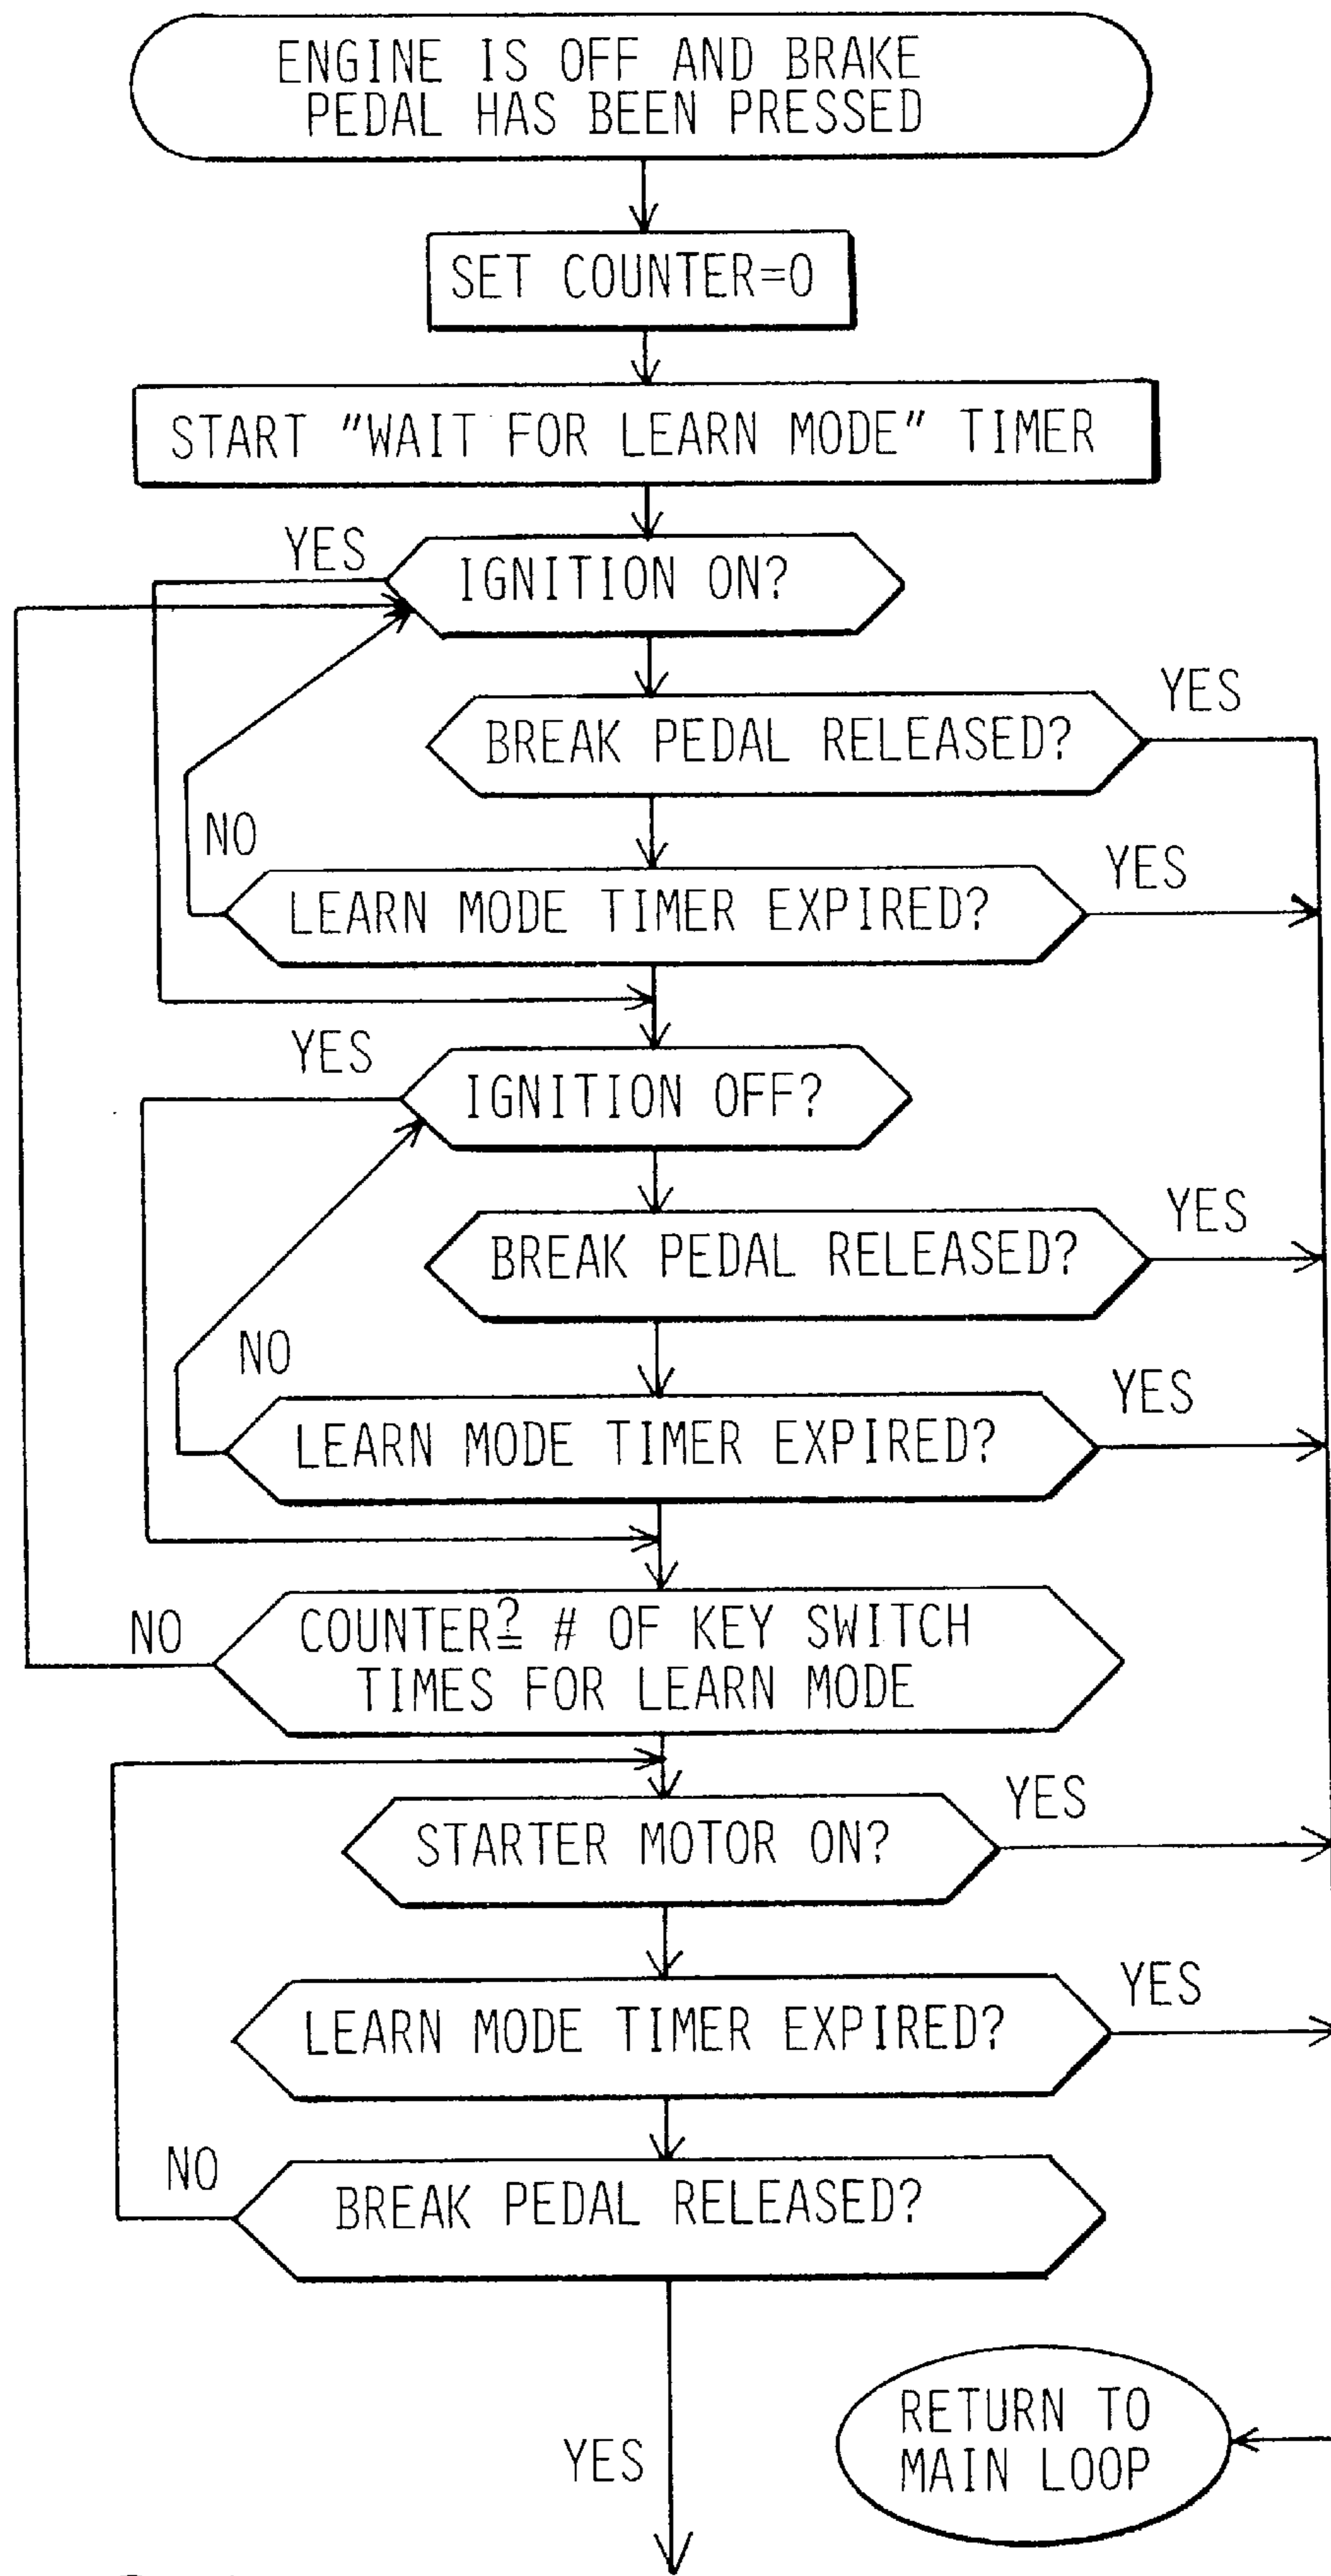 ENGINE IS OFF AND BRAKE
PEDAL HAS BEEN PRESSED
SET COUNTER=0
START "WAIT FOR LEARN MODE" TIMER
YES
IGNITION ON?
YES
BREAK PEDAL RELEASED?
NO
YES
LEARN MODE TIMER EXPIRED?
YES
IGNITION OFF?
YES
BREAK PEDAL RELEASED?
NO
YES
LEARN MODE TIMER EXPIRED?
NO
COUNTER≟ # OF KEY SWITCH
TIMES FOR LEARN MODE
YES
STARTER MOTOR ON?
YES
LEARN MODE TIMER EXPIRED?
NO
BREAK PEDAL RELEASED?
YES
RETURN TO
MAIN LOOP